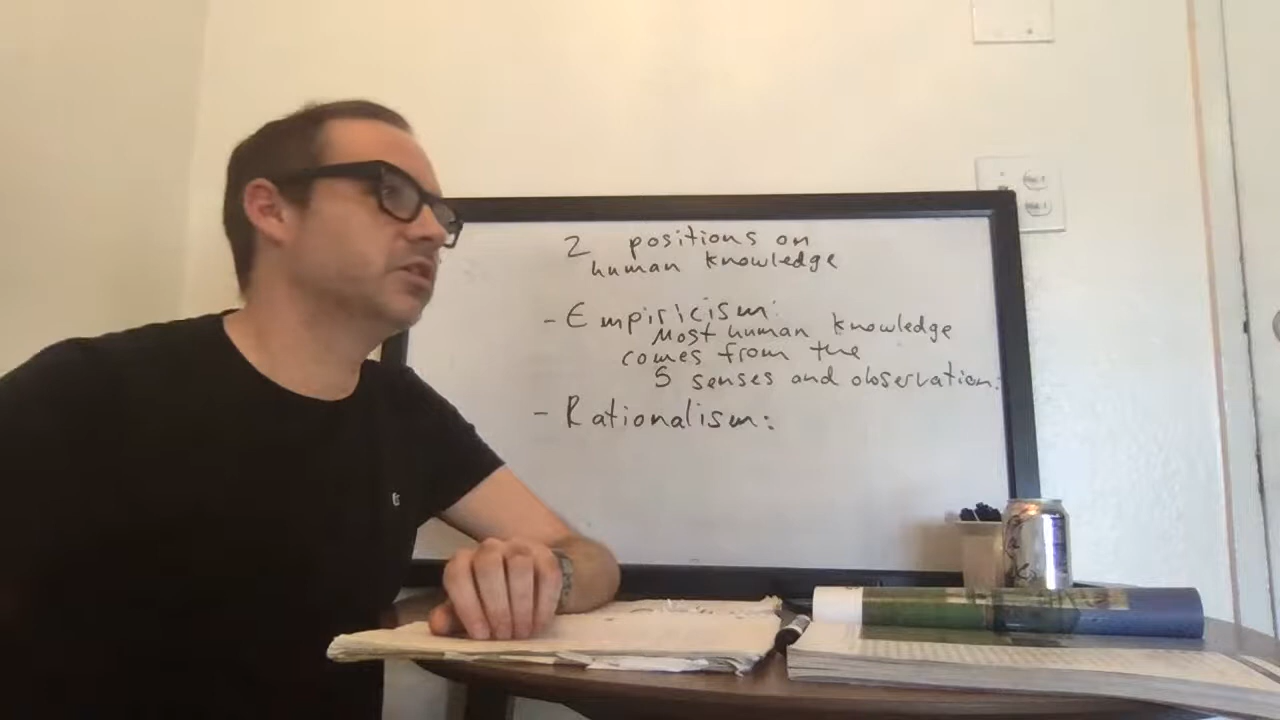 2 positions on
human knowledge
- Empiricism:
Most human knowledge
comes from the
5 senses and observation.
- Rationalism: